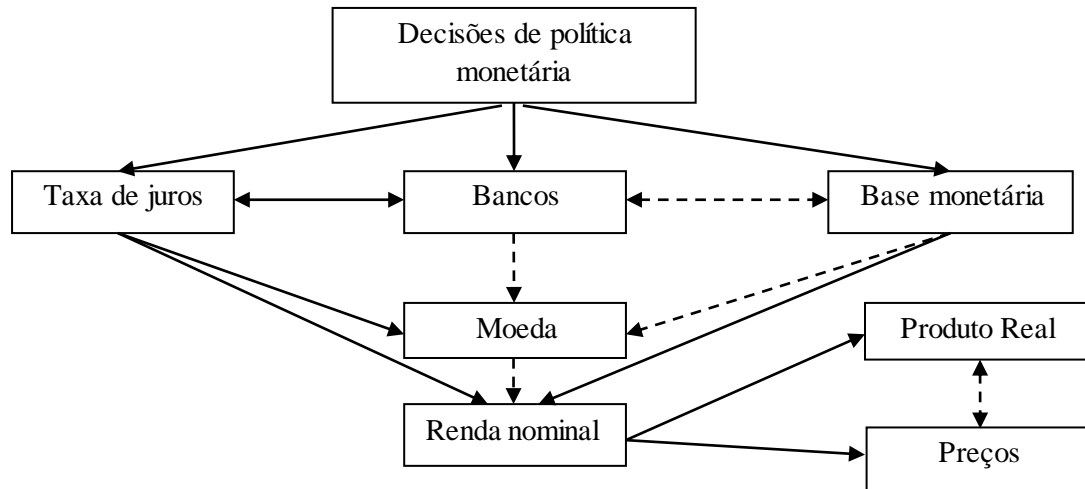 Decisões de política
monetária
Taxa de juros
Bancos
Base monetária
Moeda
Produto Real
Renda nominal
Preços